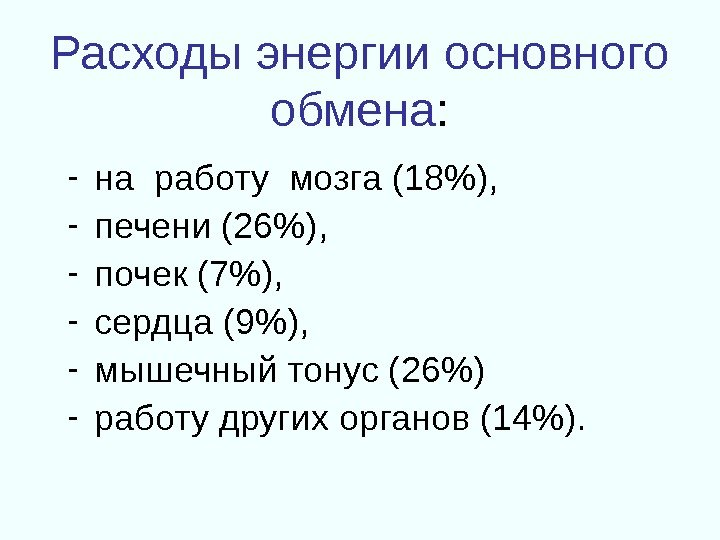 Расходы энергии основного
обмена:
- на работу мозга (18%),
- печени (26%),
- почек (7%),
- сердца (9%),
- мышечный тонус (26%)
- работу других органов (14%).